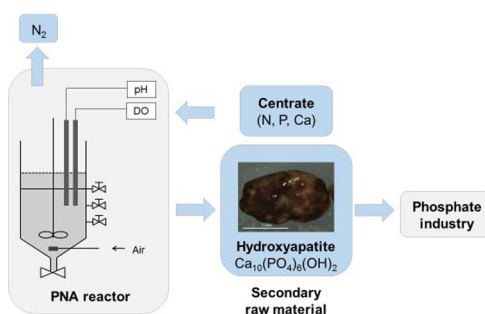 N2
pH
DO
Air
PNA reactor
Centrate
(N, P, Ca)
Hydroxyapatite
Ca10(PO4)6(OH)2
Secondary
raw material
Phosphate
industry